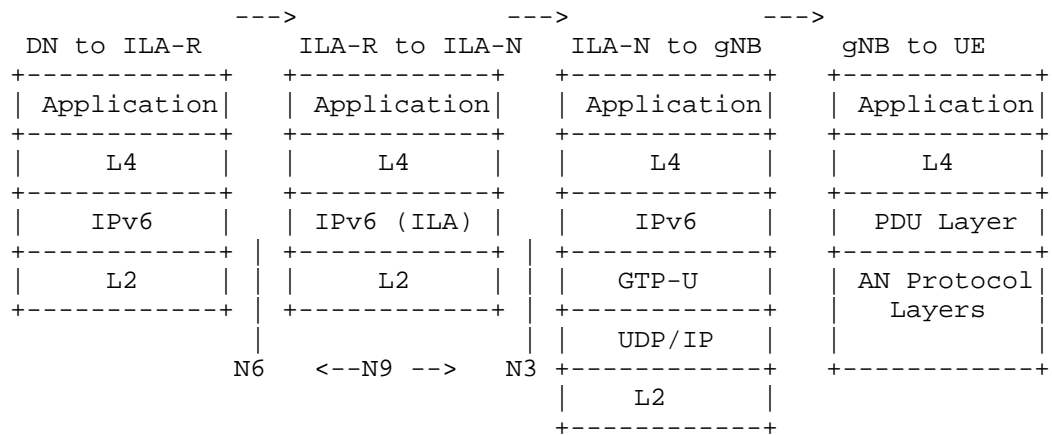 ---> ---> --->
DN to ILA-R ILA-R to ILA-N ILA-N to gNB gNB to UE
+------------+ +------------+ +------------+ +------------+
| Application| | Application| | Application| | Application|
+------------+ +------------+ +------------+ +------------+
| L4 | | L4 | | L4 | | L4 |
+------------+ +------------+ +------------+ +------------+
| IPv6 | | IPv6 (ILA) | | IPv6 | | PDU Layer |
+------------+ | +------------+ | +------------+ +------------+
| L2 | | | L2 | | | GTP-U | | AN Protocol|
+------------+ | +------------+ | +------------+ | Layers |
| | | UDP/IP | | |
N6 <--N9 --> N3 +------------+ +------------+
| L2 |
+------------+